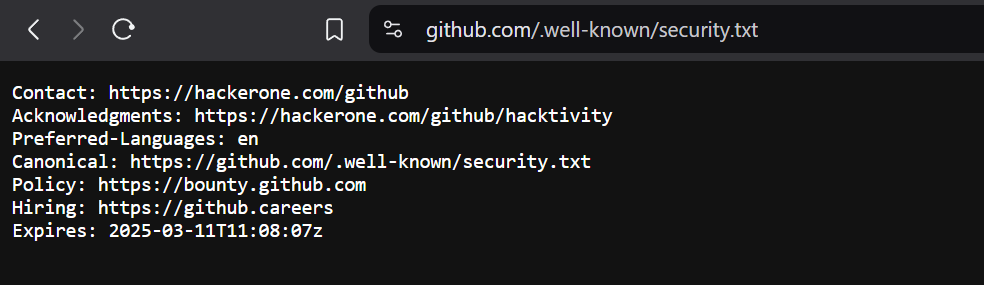 github.com/.well-known/security.txt
Contact: https://hackerone.com/github
Acknowledgments: https://hackerone.com/github/hacktivity
Preferred-Languages: en
Canonical: https://github.com/.well-known/security.txt
Policy: https://bounty.github.com
Hiring: https://github.careers
Expires: 2025-03-11T11:08:07z